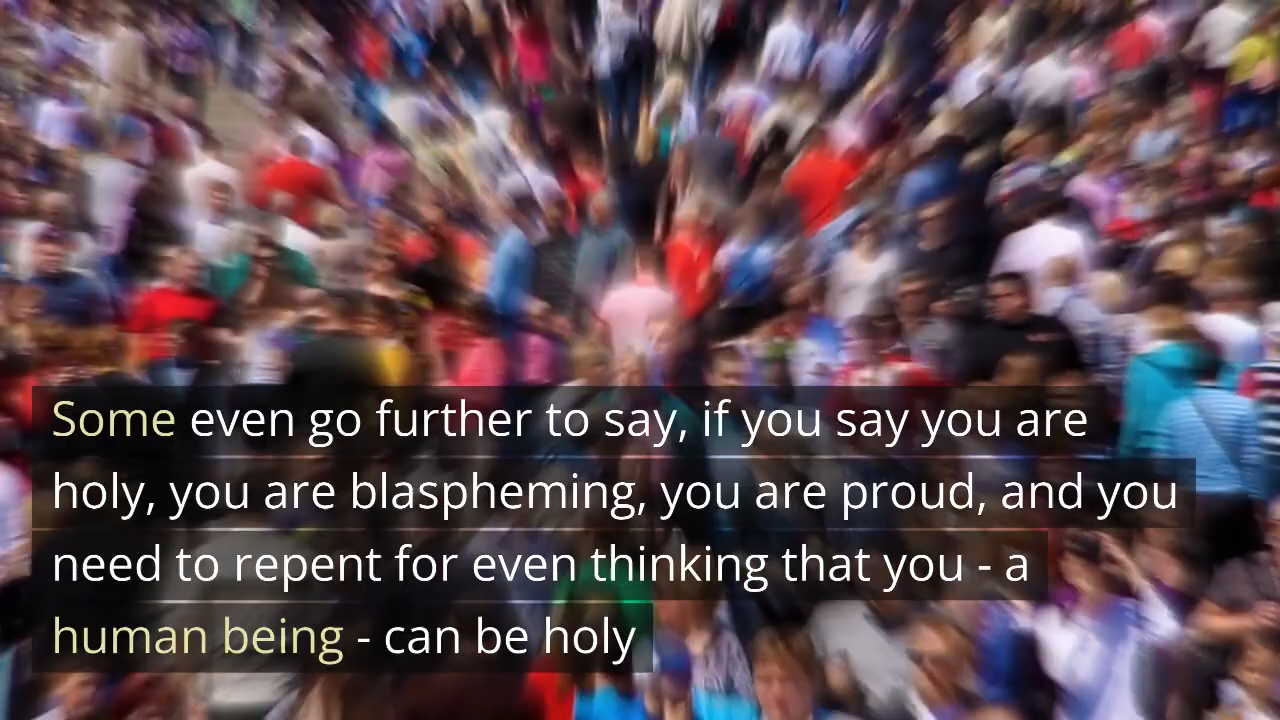 Some even go further to say, if you say you are
holy, you are blaspheming, you are proud, and you
need to repent for even thinking that you - a
human being - can be holy